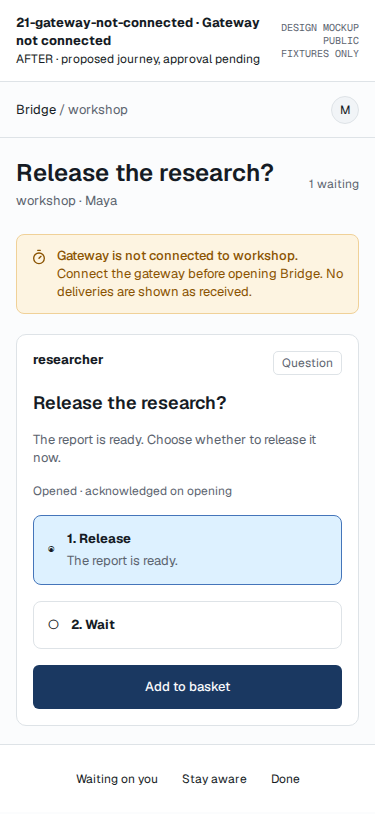 21-gateway-not-connected · Gateway
not connected
AFTER · proposed journey, approval pending
DESIGN MOCKUP
PUBLIC
FIXTURES ONLY
Bridge / workshop
M
Release the research?
1 waiting
workshop · Maya
Gateway is not connected to workshop.
Connect the gateway before opening Bridge. No
deliveries are shown as received.
researcher
Question
Release the research?
The report is ready. Choose whether to release it
now.
Opened · acknowledged on opening
1. Release
The report is ready.
2. Wait
Add to basket
Waiting on you
Stay aware
Done